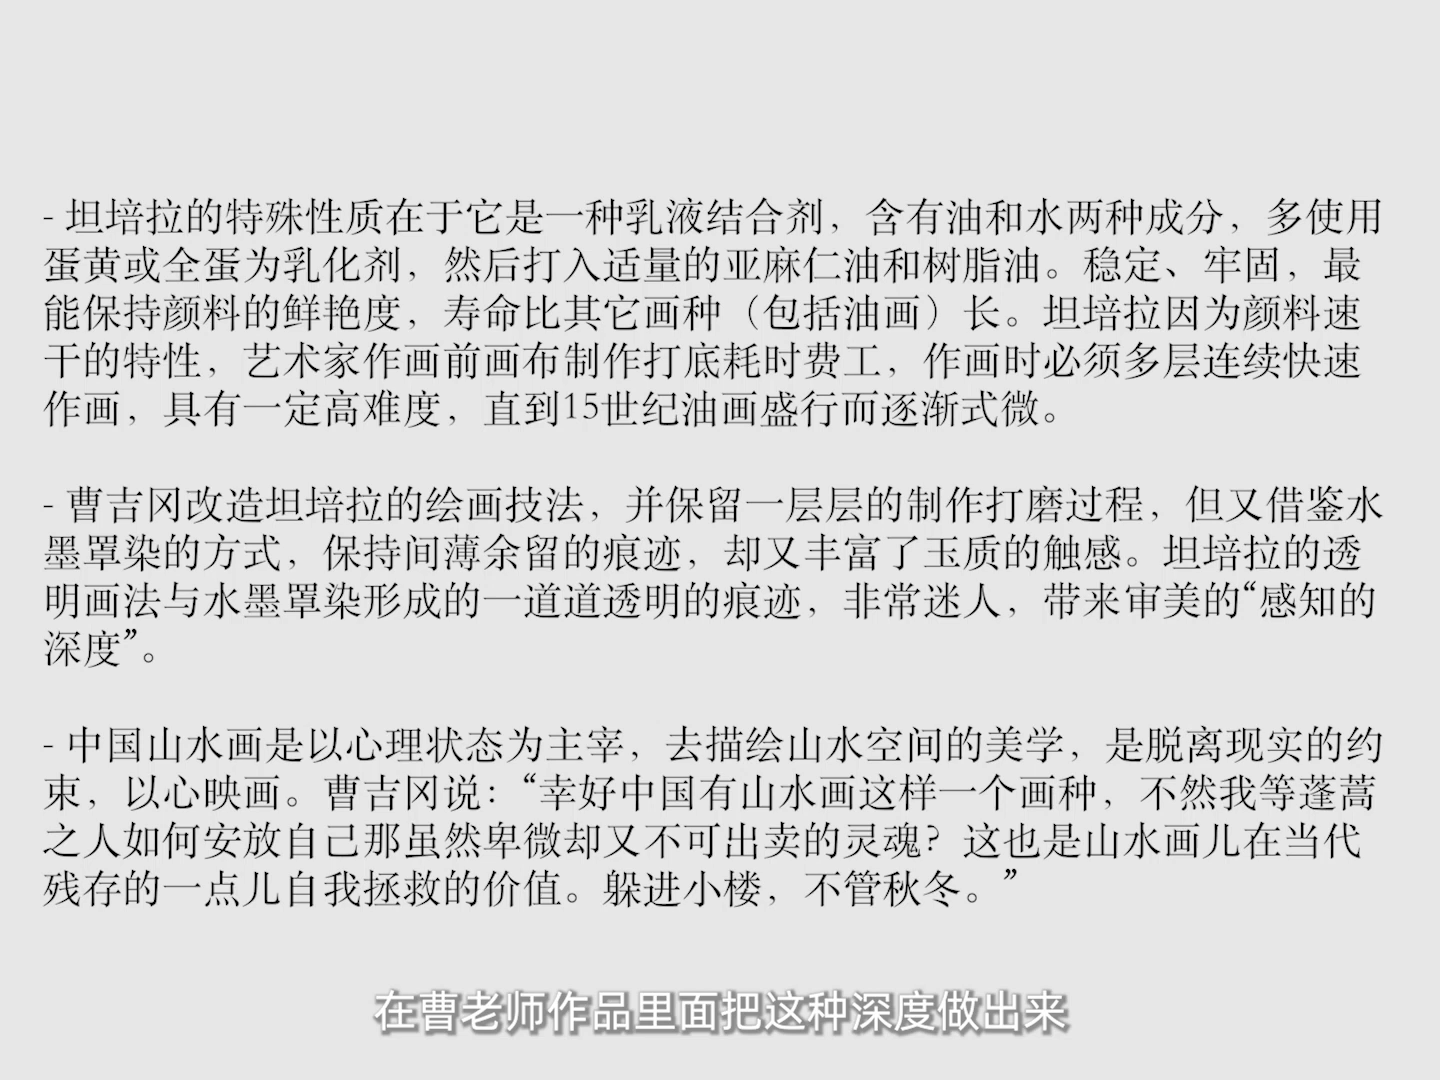 - 坦培拉的特殊性质在于它是一种乳液结合剂，含有油和水两种成分，多使用
蛋黄或全蛋为乳化剂，然后打入适量的亚麻仁油和树脂油。稳定、牢固，最
能保持颜料的鲜艳度，寿命比其它画种（包括油画）长。坦培拉因为颜料速
干的特性，艺术家作画前画布制作打底耗时费工，作画时必须多层连续快速
作画，具有一定高难度，直到15世纪油画盛行而逐渐式微。
- 曹吉冈改造坦培拉的绘画技法，并保留一层层的制作打磨过程，但又借鉴水
墨罩染的方式，保持间薄余留的痕迹，却又丰富了玉质的触感。坦培拉的透
明画法与水墨罩染形成的一道道透明的痕迹，非常迷人，带来审美的“感知的
深度”。
- 中国山水画是以心理状态为主宰，去描绘山水空间的美学，是脱离现实的约
束，以心映画。曹吉冈说：“幸好中国有山水画这样一个画种，不然我等蓬蒿
之人如何安放自己那虽然卑微却又不可出卖的灵魂？这也是山水画儿在当代
残存的一点儿自我拯救的价值。躲进小楼，不管秋冬。”
在曹老师作品里面把这种深度做出来